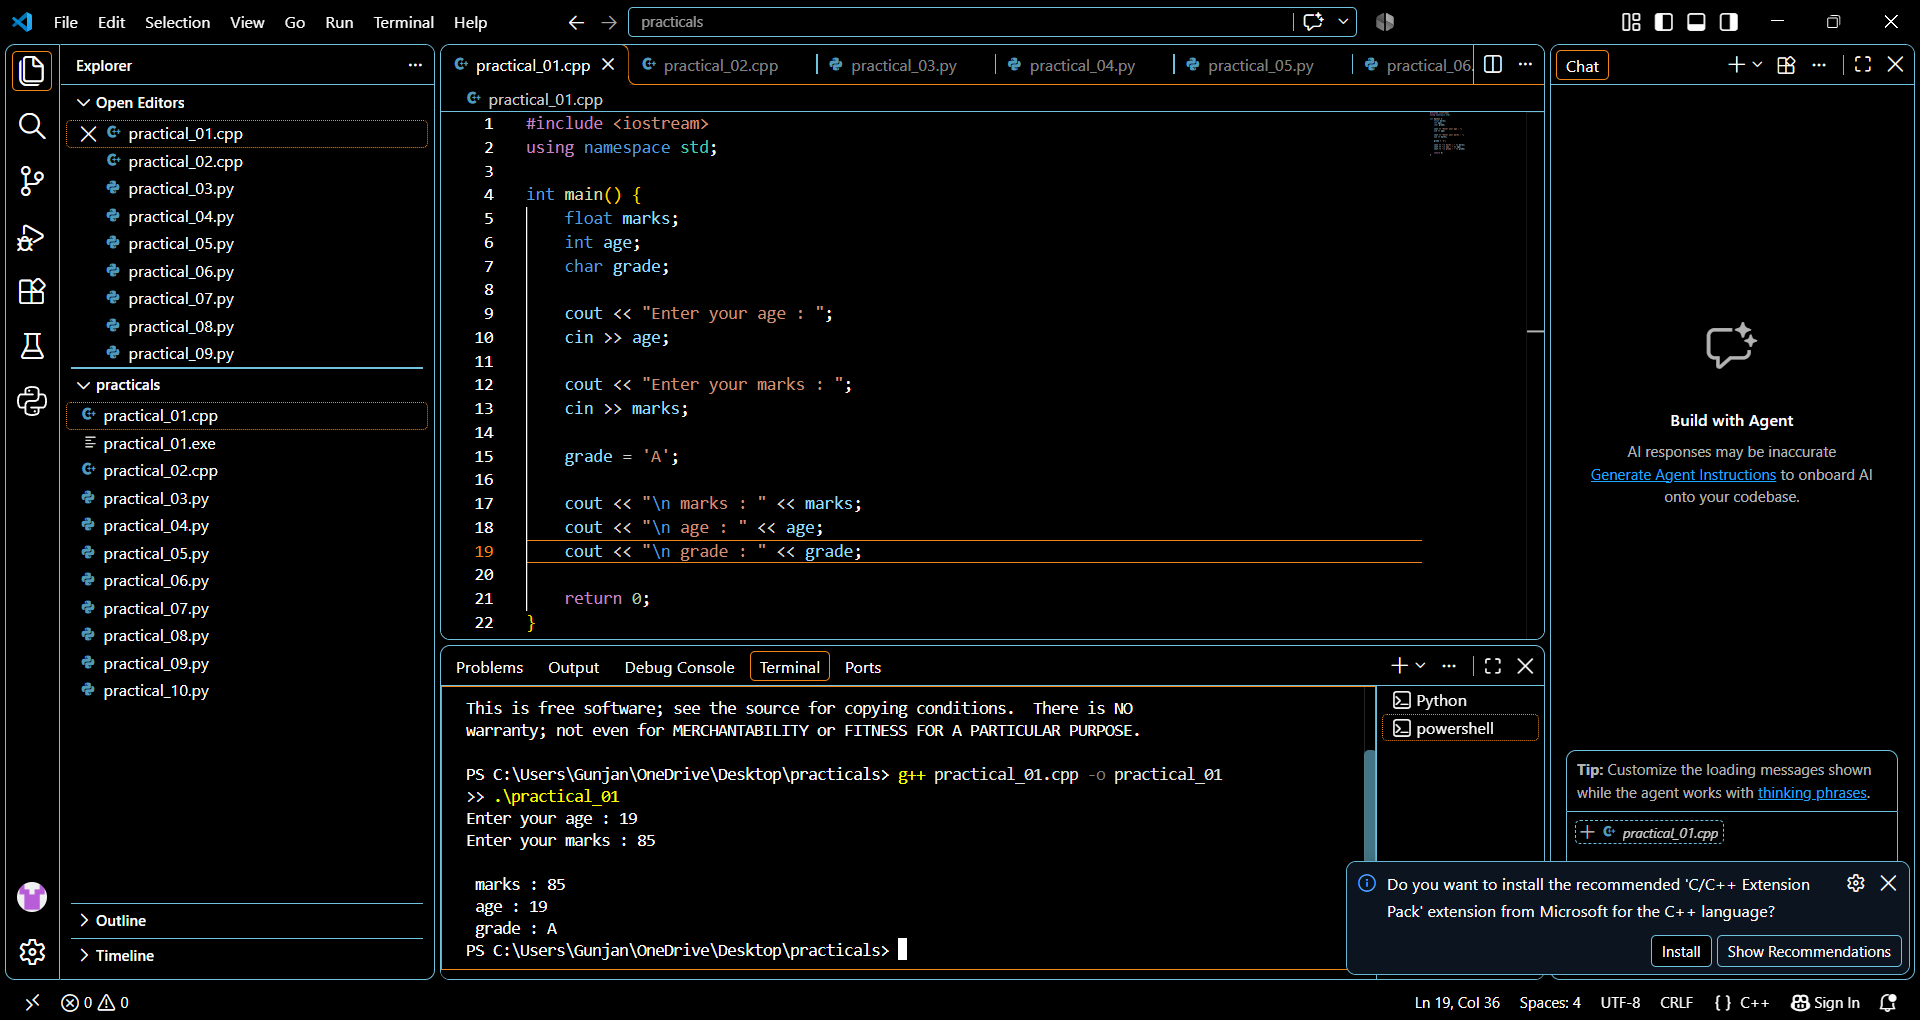 File Edit Selection View Go Run Terminal Help
practicals
Explorer
Open Editors
practical_01.cpp
practical_02.cpp
practical_03.py
practical_04.py
practical_05.py
practical_06.py
practical_07.py
practical_08.py
practical_09.py
practicals
practical_01.cpp
practical_01.exe
practical_02.cpp
practical_03.py
practical_04.py
practical_05.py
practical_06.py
practical_07.py
practical_08.py
practical_09.py
practical_10.py
Outline
Timeline
practical_01.cpp practical_02.cpp practical_03.py practical_04.py practical_05.py practical_06.
practical_01.cpp
1 #include <iostream>
2 using namespace std;
3
4 int main() {
5 float marks;
6 int age;
7 char grade;
8
9 cout << "Enter your age : ";
10 cin >> age;
11
12 cout << "Enter your marks : ";
13 cin >> marks;
14
15 grade = 'A';
16
17 cout << "\n marks : " << marks;
18 cout << "\n age : " << age;
19 cout << "\n grade : " << grade;
20
21 return 0;
22 }
Problems Output Debug Console Terminal Ports
This is free software; see the source for copying conditions.  There is NO
warranty; not even for MERCHANTABILITY or FITNESS FOR A PARTICULAR PURPOSE.
PS C:\Users\Gunjan\OneDrive\Desktop\practicals> g++ practical_01.cpp -o practical_01
>> .\practical_01
Enter your age : 19
Enter your marks : 85
marks : 85
age : 19
grade : A
PS C:\Users\Gunjan\OneDrive\Desktop\practicals>
Python
powershell
Chat
Build with Agent
AI responses may be inaccurate
Generate Agent Instructions to onboard AI
onto your codebase.
Tip: Customize the loading messages shown
while the agent works with thinking phrases.
practical_01.cpp
Do you want to install the recommended 'C/C++ Extension
Pack' extension from Microsoft for the C++ language?
Install Show Recommendations
0 0
Ln 19, Col 36 Spaces: 4 UTF-8 CRLF {} C++ Sign In